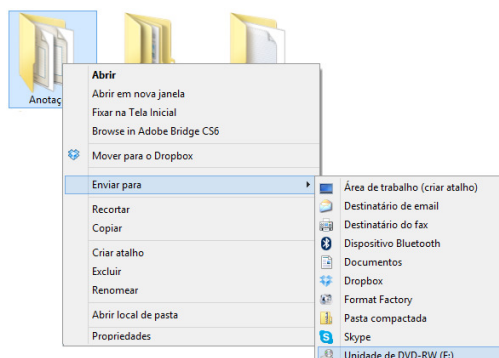 Anotaç
Abrir
Abrir em nova janela
Fixar na Tela Inicial
Browse in Adobe Bridge CS6
Mover para o Dropbox
Enviar para
Recortar
Copiar
Criar atalho
Excluir
Renomear
Abrir local de pasta
Propriedades
Área de trabalho (criar atalho)
Destinatário de email
Destinatário do fax
Dispositivo Bluetooth
Documentos
Dropbox
Format Factory
Pasta compactada
Skype
Unidade de DVD-RW (F:)